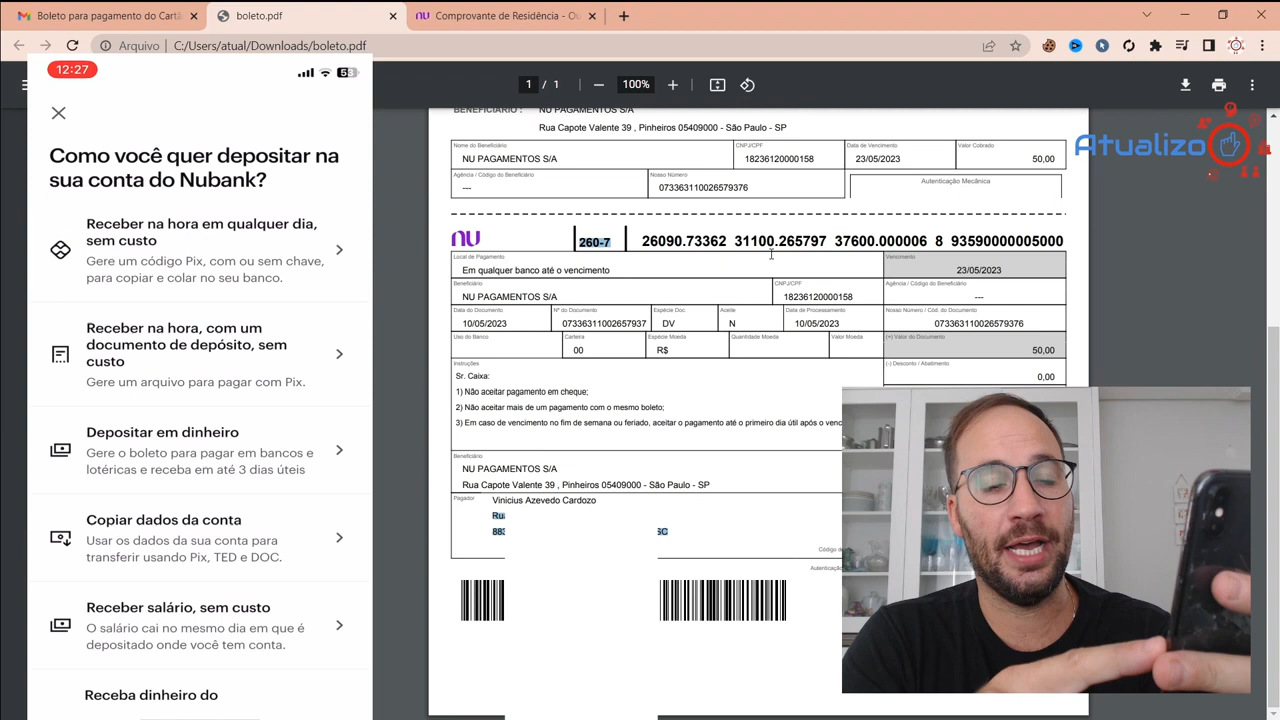 Boleto para pagamento do Cartã
boleto.pdf
Comprovante de Residência - Ou
Arquivo
C:/Users/atual/Downloads/boleto.pdf
1 / 1
100%
12:27
58
Como você quer depositar na
sua conta do Nubank?
Receber na hora em qualquer dia,
sem custo
Gere um código Pix, com ou sem chave,
para copiar e colar no seu banco.
Receber na hora, com um
documento de depósito, sem
custo
Gere um arquivo para pagar com Pix.
Depositar em dinheiro
Gere o boleto para pagar em bancos e
lotéricas e receba em até 3 dias úteis
Copiar dados da conta
Usar os dados da sua conta para
transferir usando Pix, TED e DOC.
Receber salário, sem custo
O salário cai no mesmo dia em que é
depositado onde você tem conta.
Receba dinheiro do
BENEFICIÁRIO : NU PAGAMENTOS S/A
Rua Capote Valente 39 , Pinheiros 05409000 - São Paulo - SP
Nome do Beneficiário CNPJ/CPF Data de Vencimento Valor Cobrado
NU PAGAMENTOS S/A 18236120000158 23/05/2023 50,00
Agência / Código do Beneficiário Nosso Número Autenticação Mecânica
--- 073363110026579376
nu 260-7 26090.73362 31100.265797 37600.000006 8 93590000005000
Local de Pagamento Vencimento
Em qualquer banco até o vencimento 23/05/2023
Beneficiário CNPJ/CPF Agência / Código do Beneficiário
NU PAGAMENTOS S/A 18236120000158 ---
Data do Documento Nº do Documento Espécie Doc. Aceite Data de Processamento Nosso Número / Cód. do Documento
10/05/2023 07336311002657937 DV N 10/05/2023 073363110026579376
Uso do Banco Carteira Espécie Moeda Quantidade Moeda Valor Moeda (+) Valor do Documento
00 R$ 50,00
Instruções (-) Desconto / Abatimento
Sr. Caixa: 0,00
1) Não aceitar pagamento em cheque;
2) Não aceitar mais de um pagamento com o mesmo boleto;
3) Em caso de vencimento no fim de semana ou feriado, aceitar o pagamento até o primeiro dia útil após o venc
Beneficiário
NU PAGAMENTOS S/A
Rua Capote Valente 39 , Pinheiros 05409000 - São Paulo - SP
Pagador Vinicius Azevedo Cardozo
Ru
883 SC
Código de
Autenticação
Atualizo